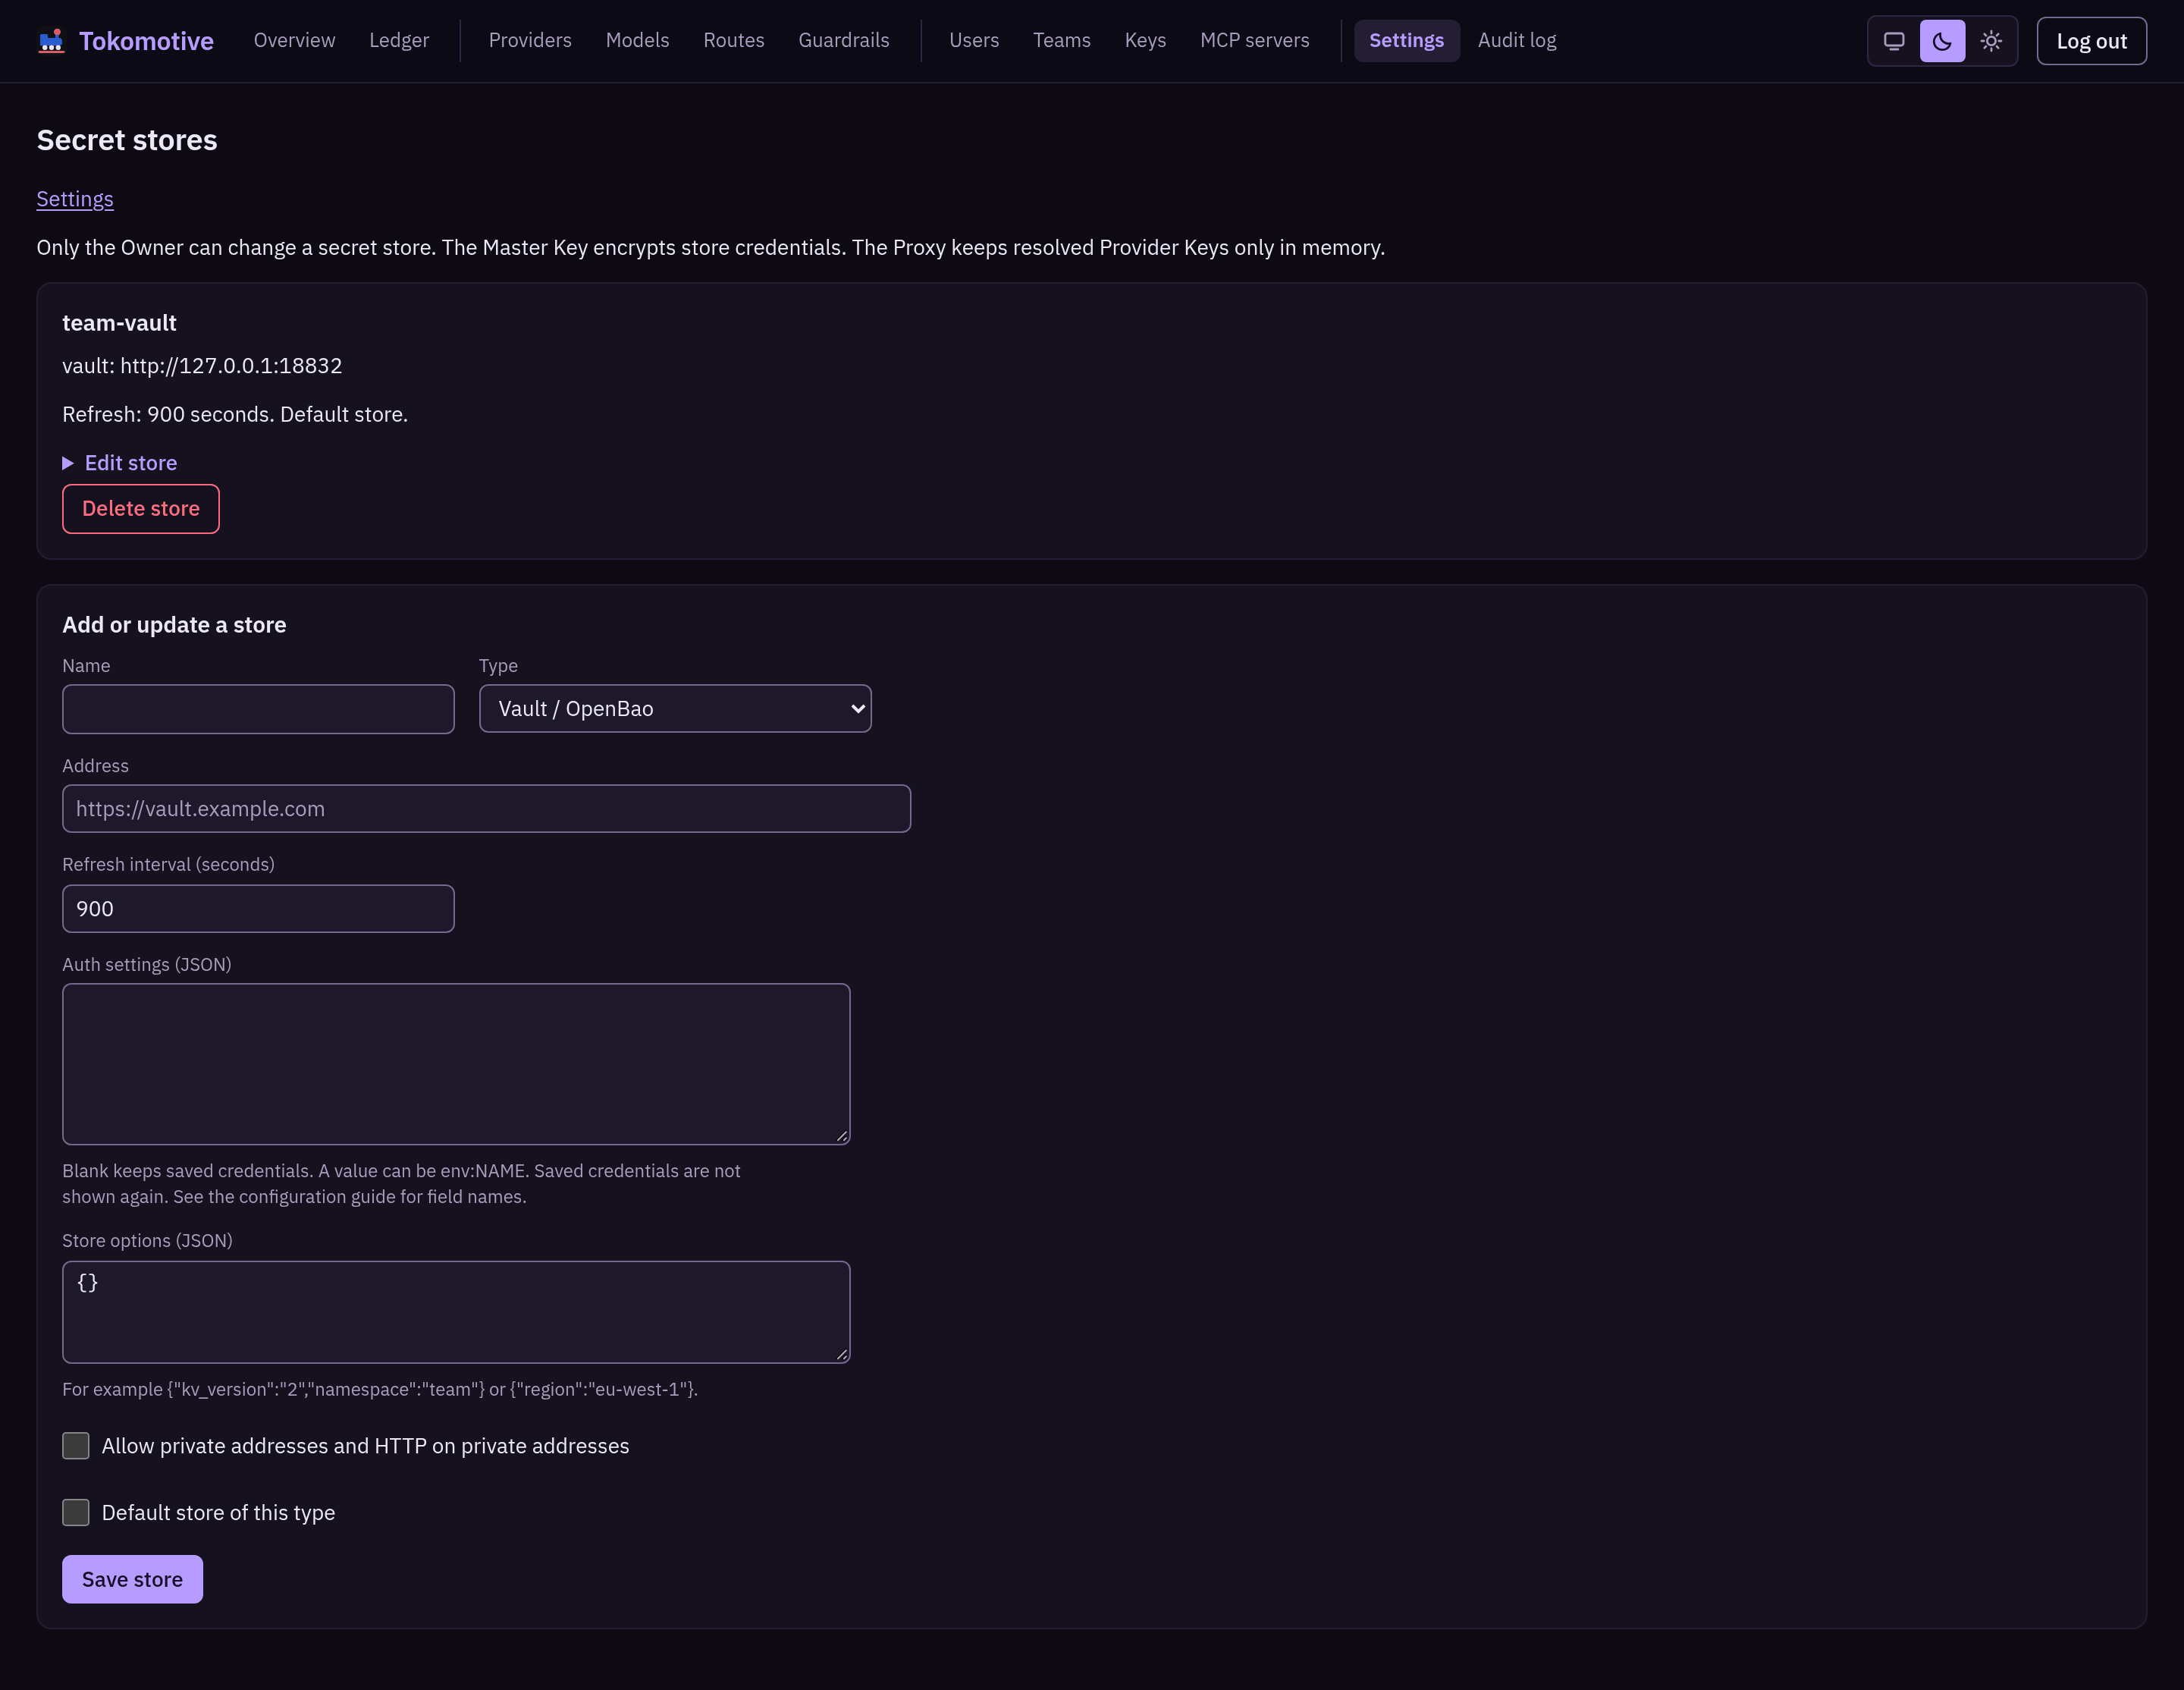 Tokomotive Overview Ledger Providers Models Routes Guardrails Users Teams Keys MCP servers Settings Audit log Log out
Secret stores
Settings
Only the Owner can change a secret store. The Master Key encrypts store credentials. The Proxy keeps resolved Provider Keys only in memory.
team-vault
vault: http://127.0.0.1:18832
Refresh: 900 seconds. Default store.
Edit store
Delete store
Add or update a store
Name Type
Vault / OpenBao
Address
https://vault.example.com
Refresh interval (seconds)
900
Auth settings (JSON)
Blank keeps saved credentials. A value can be env:NAME. Saved credentials are not
shown again. See the configuration guide for field names.
Store options (JSON)
{}
For example {"kv_version":"2","namespace":"team"} or {"region":"eu-west-1"}.
Allow private addresses and HTTP on private addresses
Default store of this type
Save store